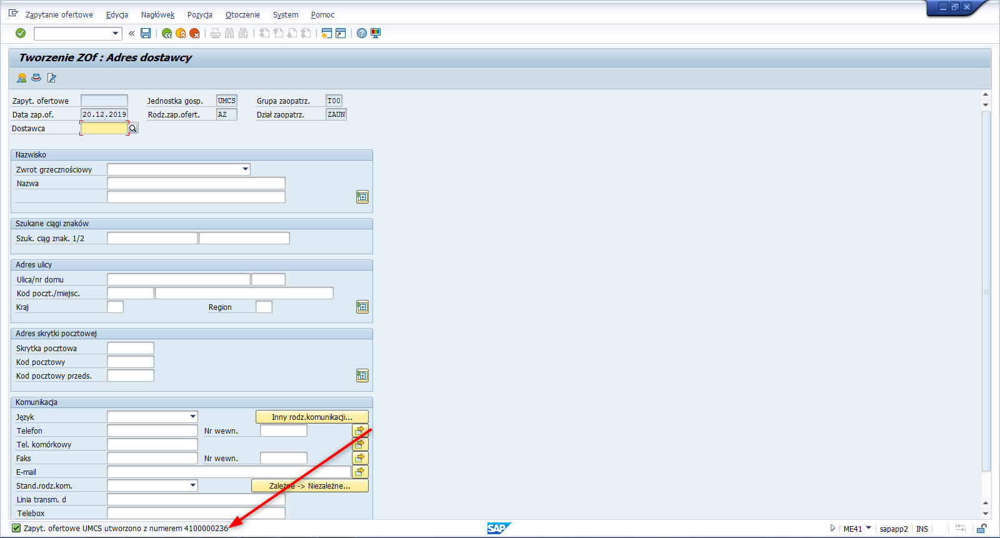 Zapytanie ofertowe Edycja Nagłówek Pozycja Otoczenie System Pomoc
Tworzenie ZOf : Adres dostawcy
Zapyt. ofertowe Jednostka gosp. UMCS Grupa zaopatrz. T00
Data zap.of. 20.12.2019 Rodz.zap.ofert. AZ Dział zaopatrz. ZAUN
Dostawca
Nazwisko
Zwrot grzecznościowy
Nazwa
Szukane ciągi znaków
Szuk. ciąg znak. 1/2
Adres ulicy
Ulica/nr domu
Kod poczt./miejsc.
Kraj Region
Adres skrytki pocztowej
Skrytka pocztowa
Kod pocztowy
Kod pocztowy przeds.
Komunikacja
Język Inny rodz.komunikacji...
Telefon Nr wewn.
Tel. komórkowy
Faks Nr wewn.
E-mail
Stand.rodz.kom. Zależne -> Niezależne...
Linia transm. d
Telebox
Zapyt. ofertowe UMCS utworzono z numerem 4100000236 SAP ME41 sapapp2 INS